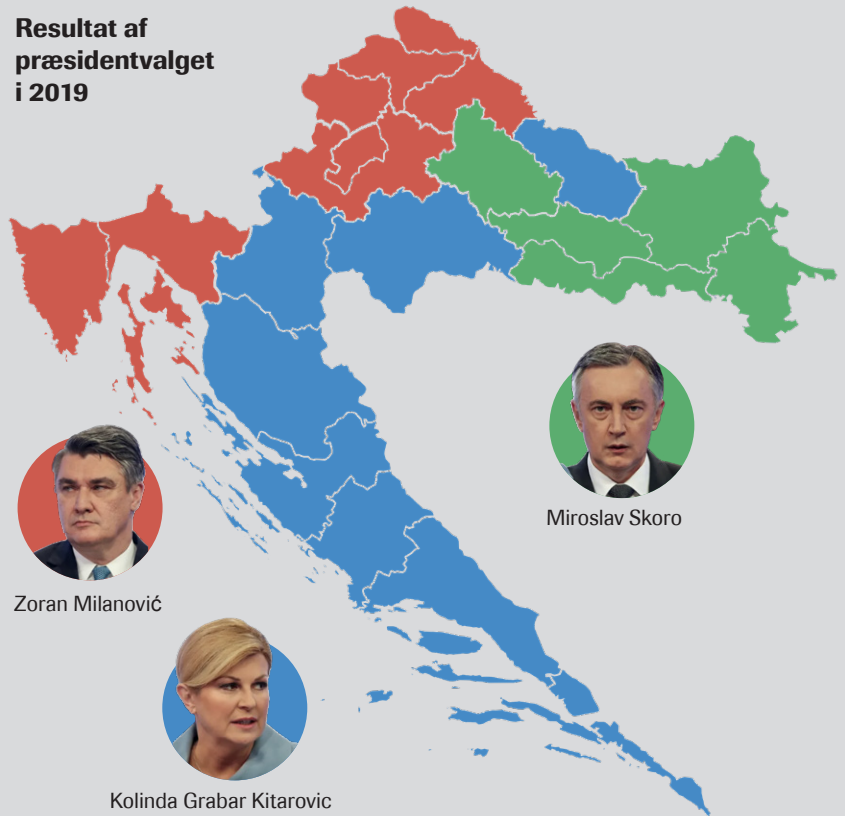 Resultat af
præsidentvalget
i 2019
Miroslav Skoro
Zoran Milanović
Kolinda Grabar Kitarovic